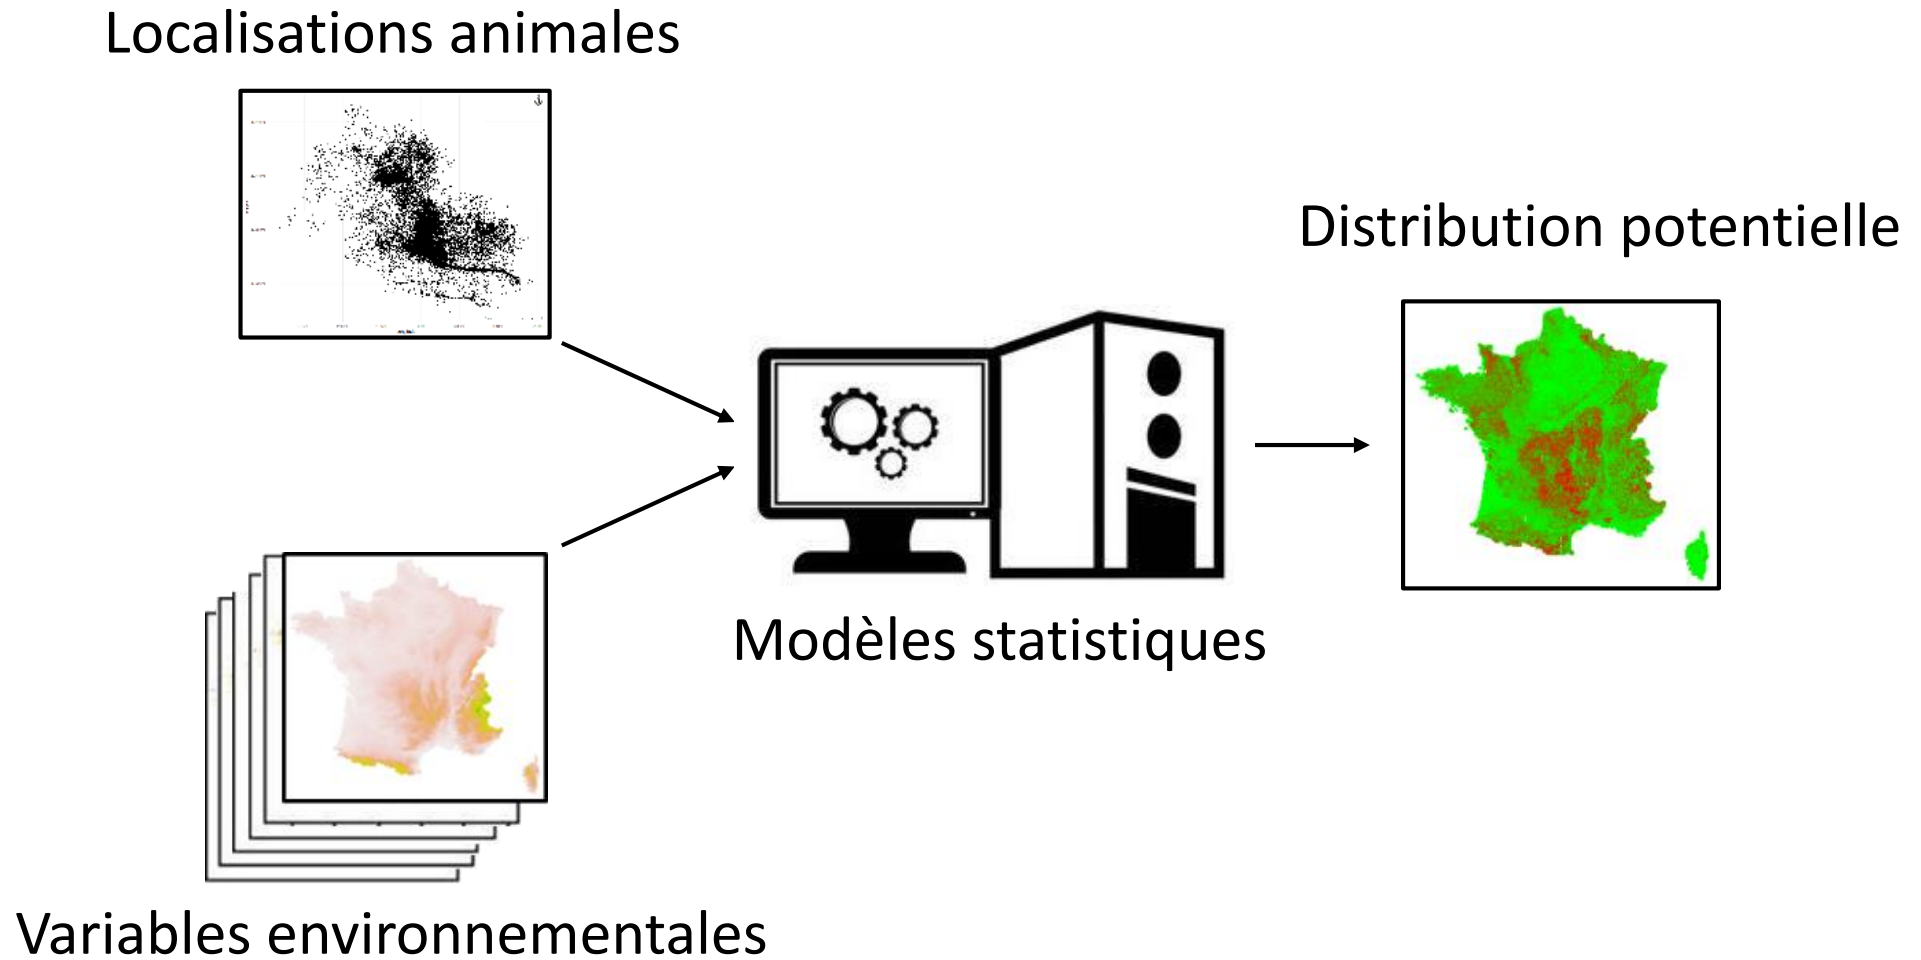 Localisations animales
Distribution potentielle
Modèles statistiques
Variables environnementales